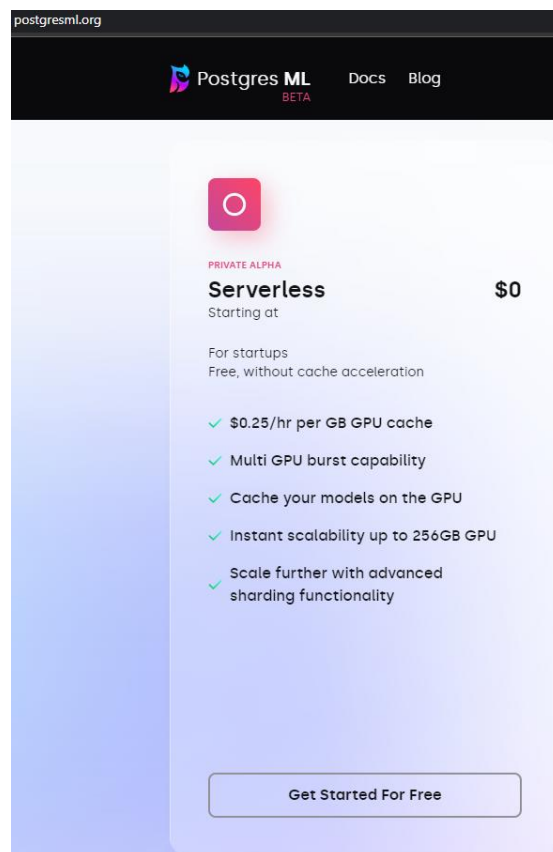 postgresml.org
Postgres ML Docs Blog
BETA
PRIVATE ALPHA
Serverless $0
Starting at
For startups
Free, without cache acceleration
$0.25/hr per GB GPU cache
Multi GPU burst capability
Cache your models on the GPU
Instant scalability up to 256GB GPU
Scale further with advanced
sharding functionality
Get Started For Free